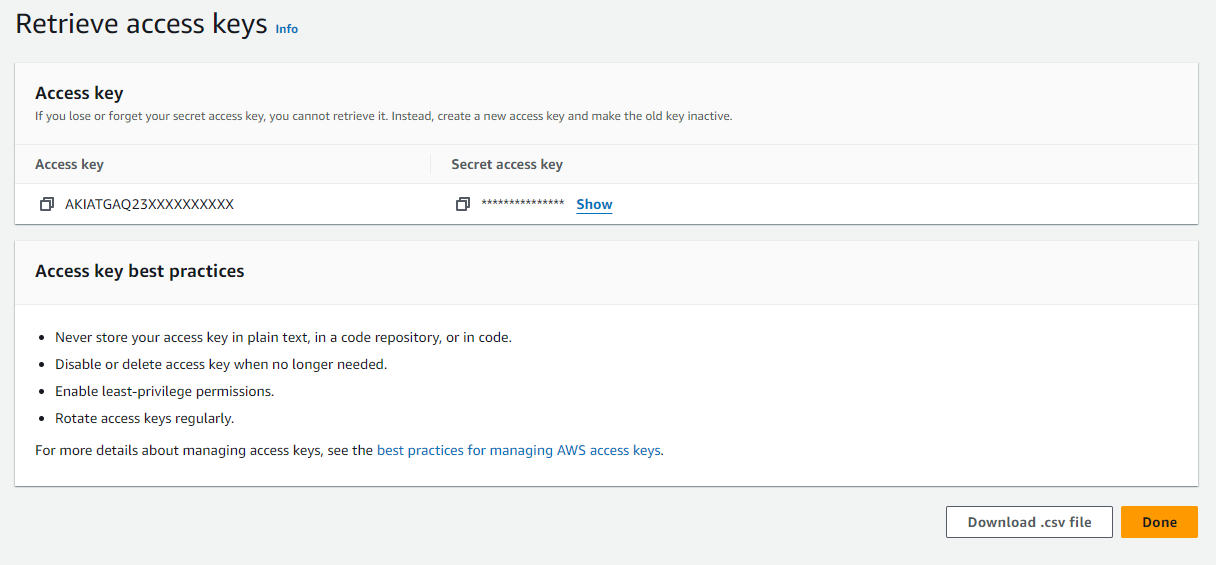 Retrieve access keys Info
Access key
If you lose or forget your secret access key, you cannot retrieve it. Instead, create a new access key and make the old key inactive.
Access key Secret access key
AKIATGAQ23XXXXXXXXXX *************** Show
Access key best practices
• Never store your access key in plain text, in a code repository, or in code.
• Disable or delete access key when no longer needed.
• Enable least-privilege permissions.
• Rotate access keys regularly.
For more details about managing access keys, see the best practices for managing AWS access keys.
Download .csv file Done